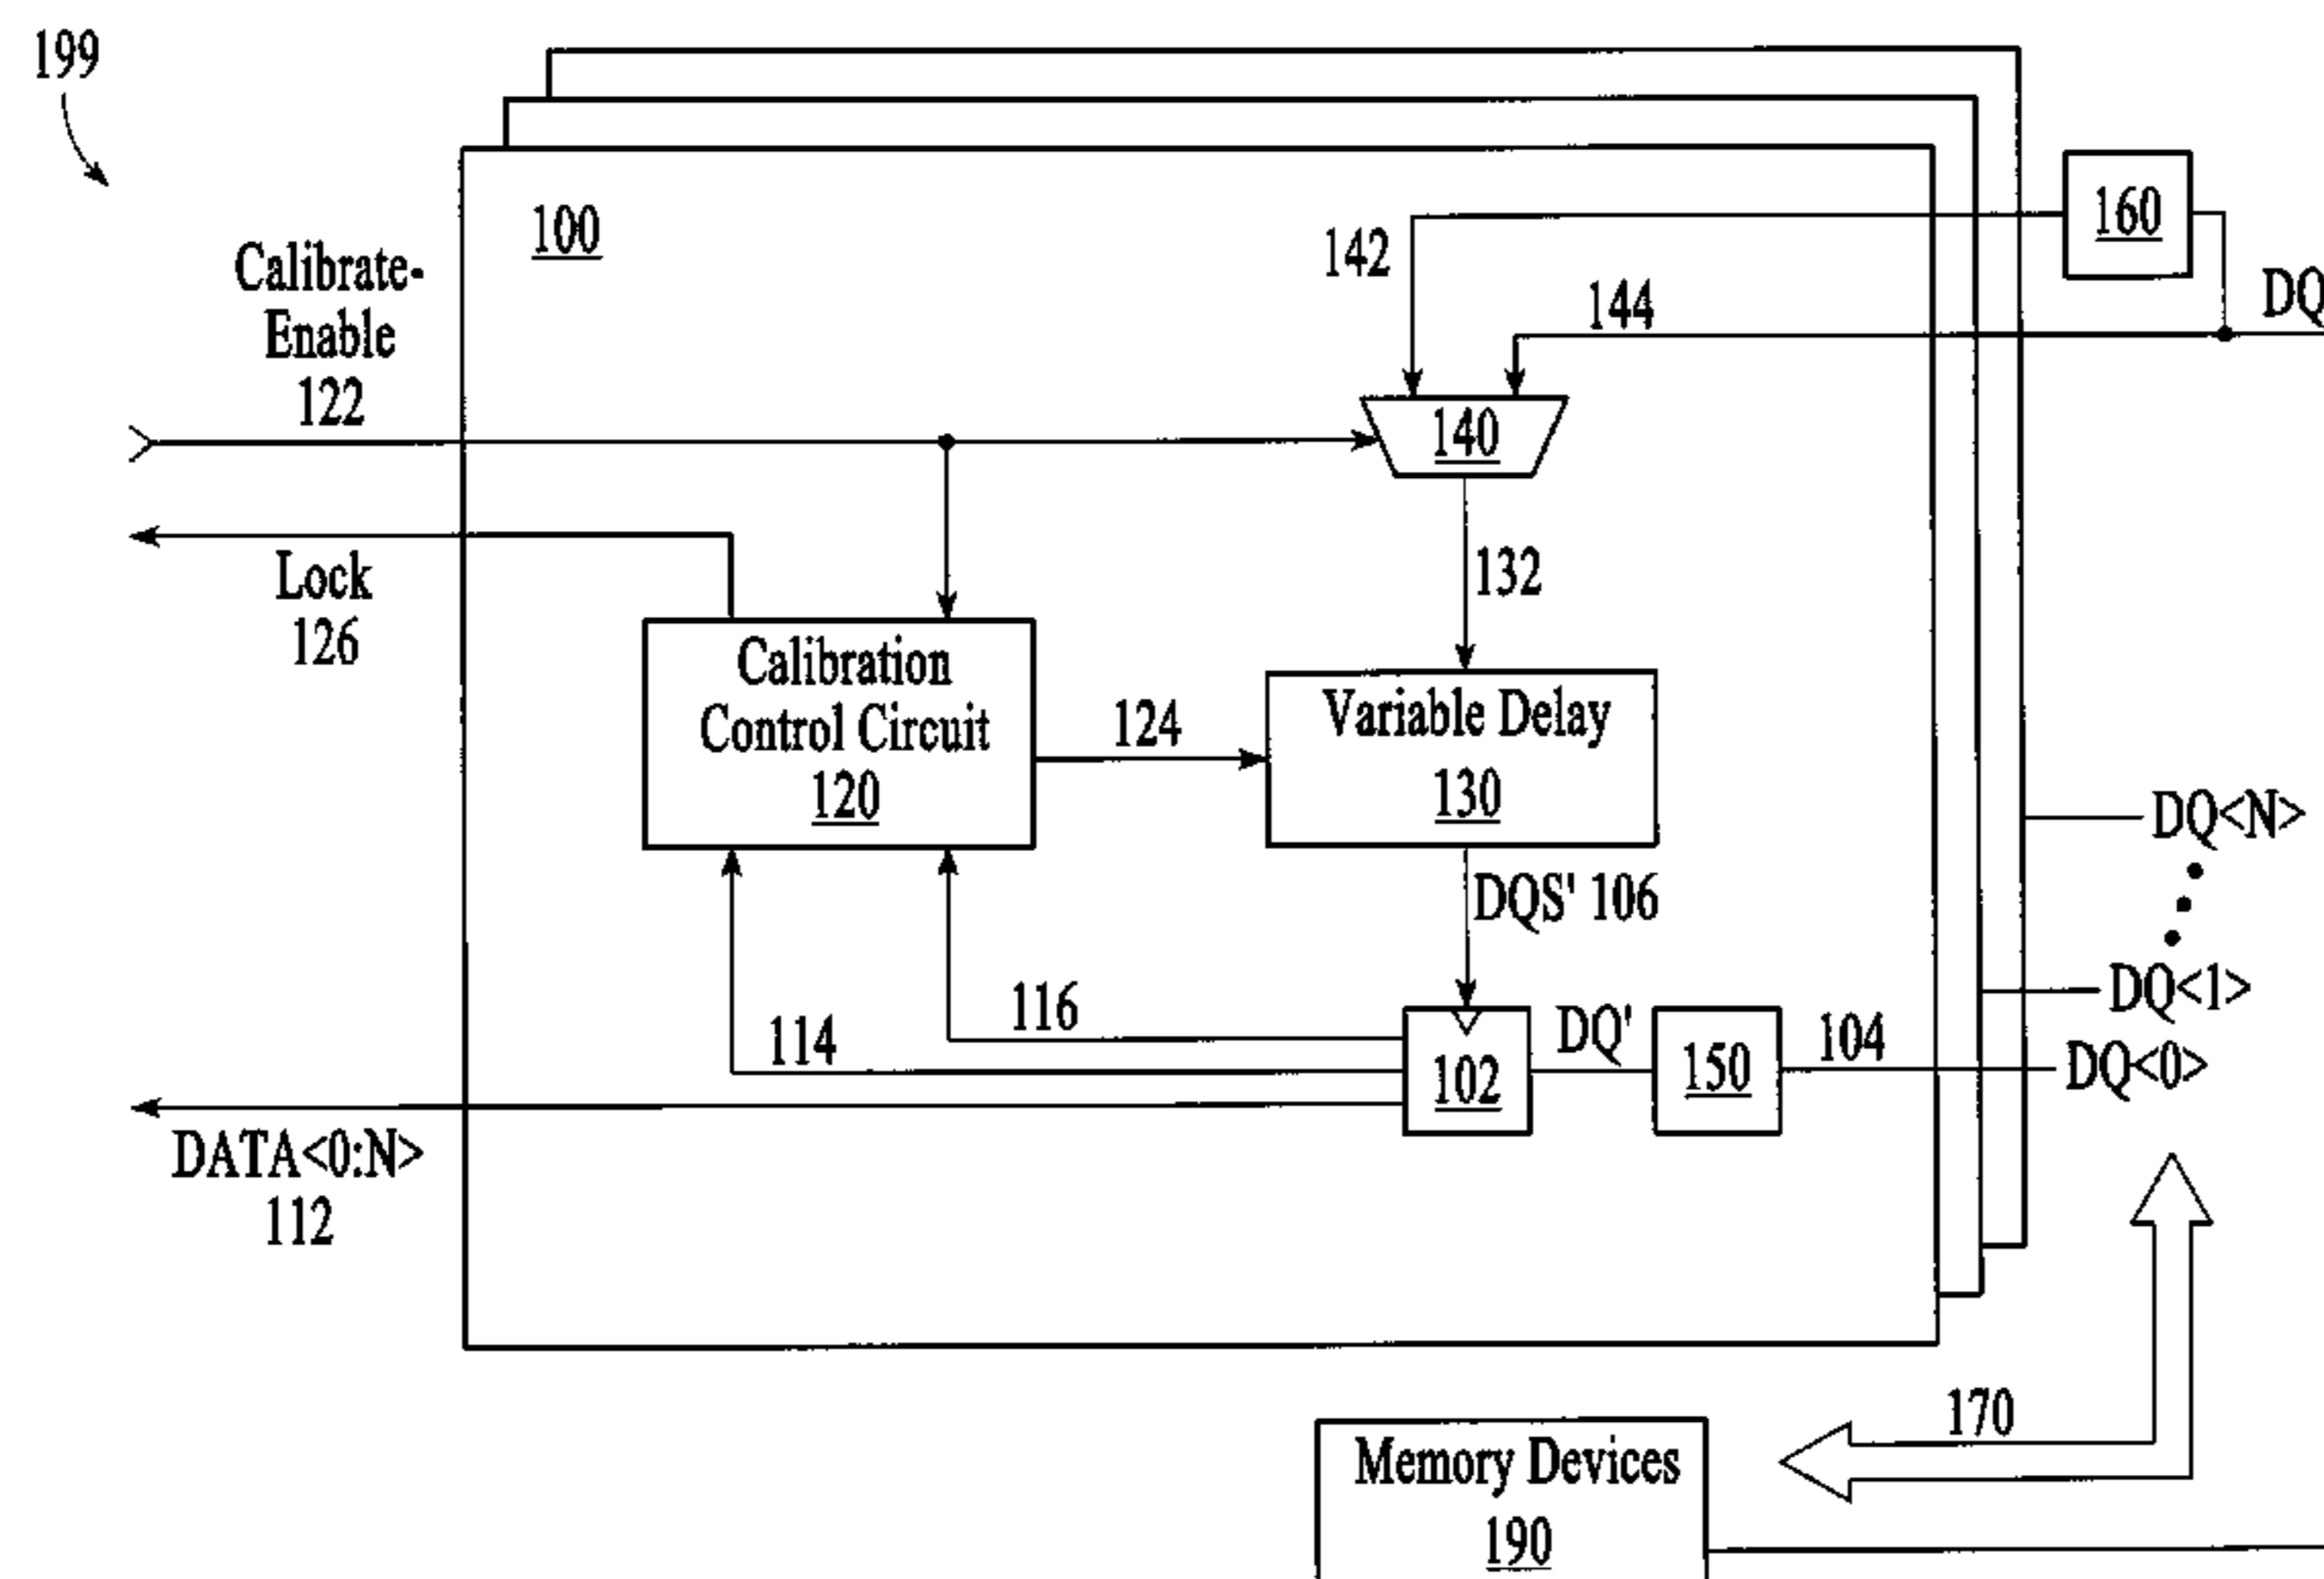 199
100
160
142
DQ
144
Calibrate-
Enable
122
140
132
Lock
126
Calibration
Control Circuit
120
124
Variable Delay
130
DQ<N>
DQS' 106
DQ<1>
116
114
DQ'
104
102
150
DQ<0>
DATA<0:N>
112
170
Memory Devices
190